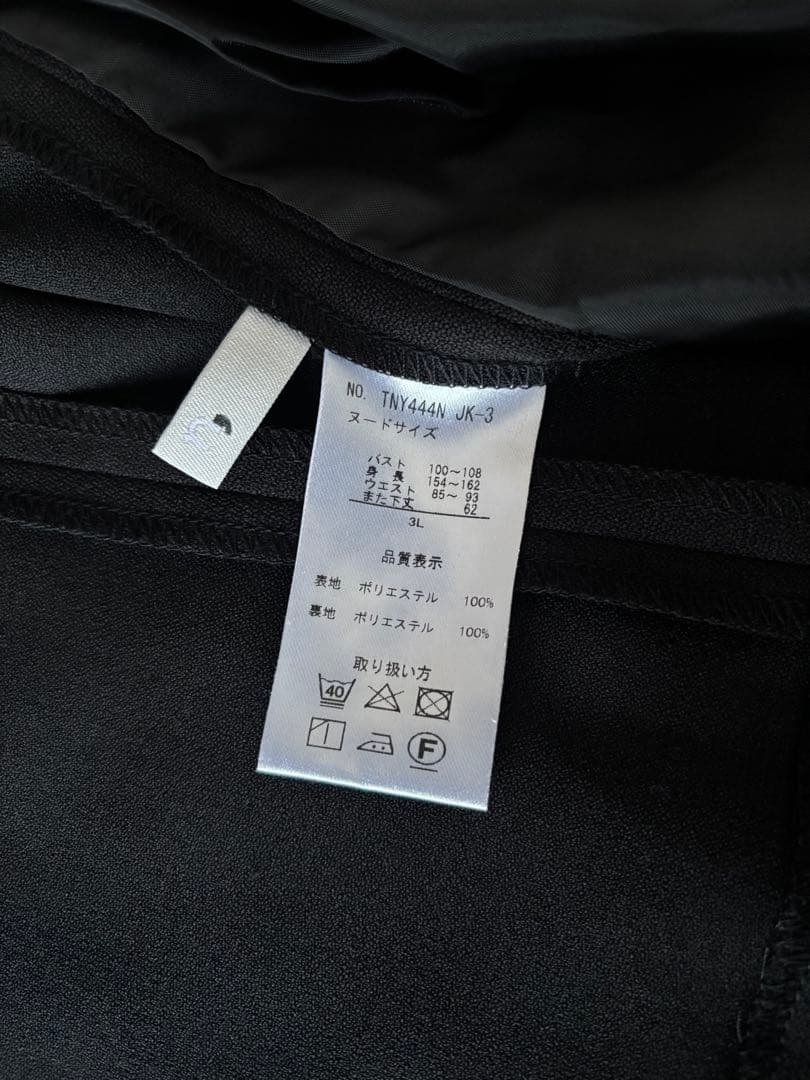 NO. TNY444N JK-3
ヌードサイズ
バスト 100～108
身長 154～162
ウエスト 85～ 93
また下丈 62
3L
品質表示
表地 ポリエステル 100%
裏地 ポリエステル 100%
取り扱い方
40
F